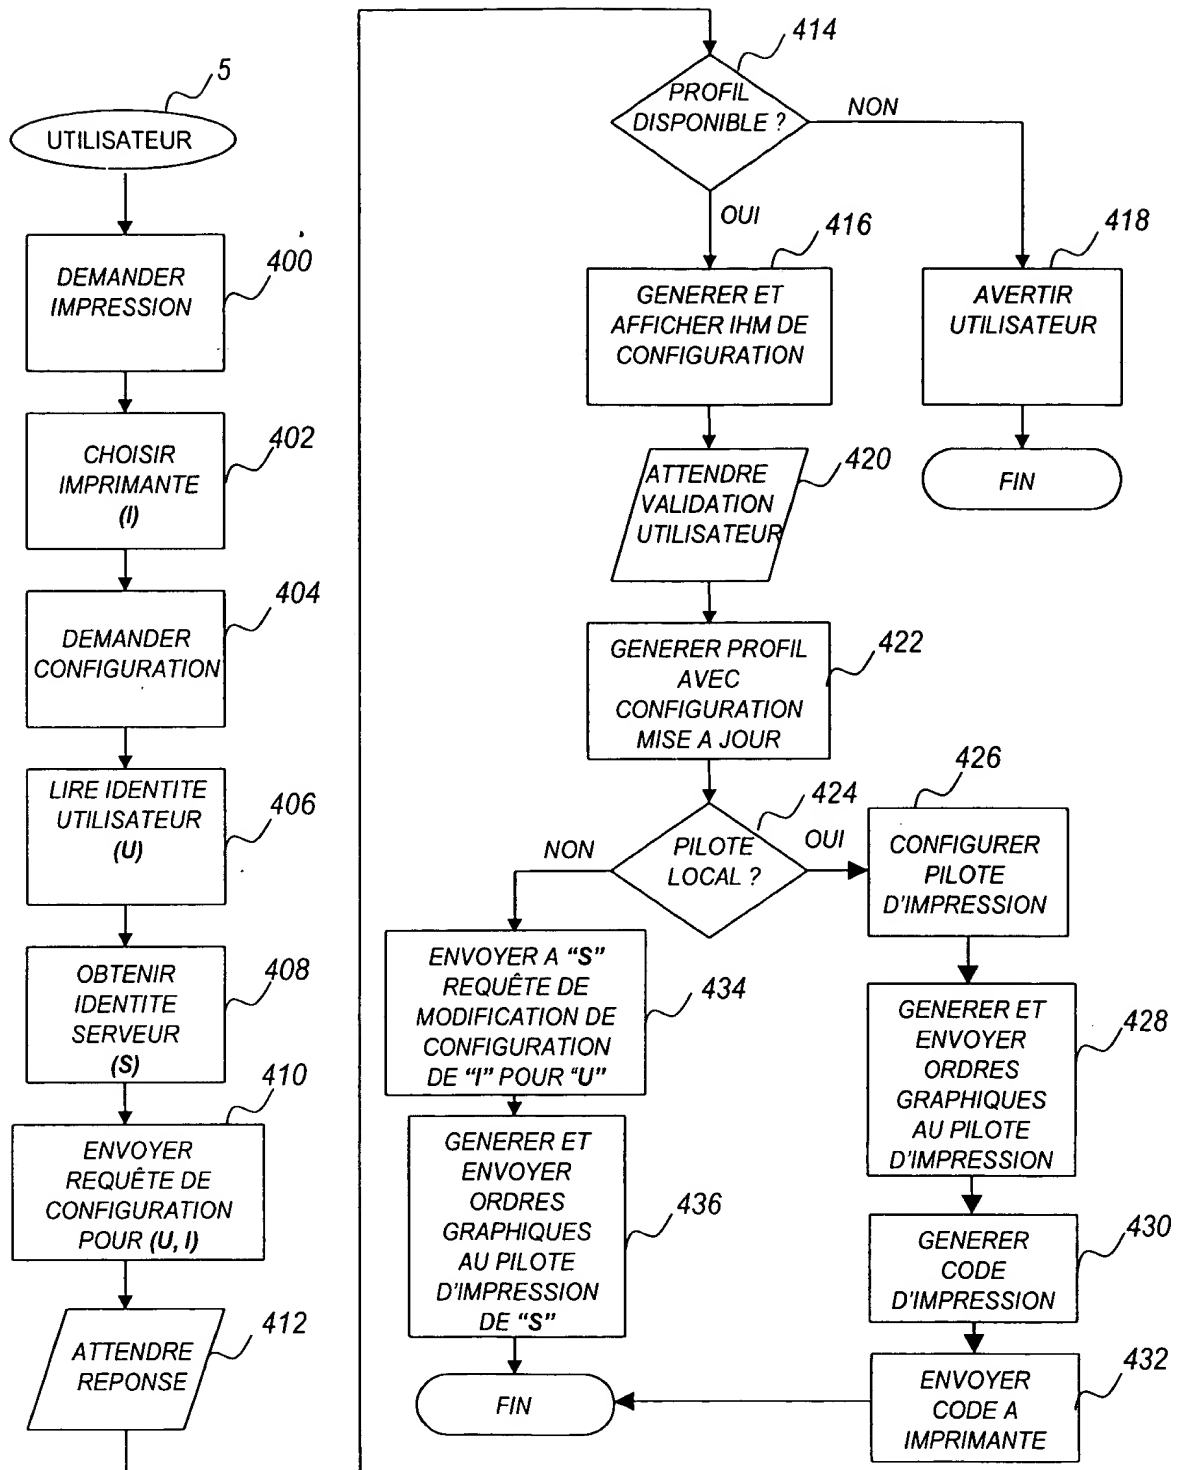 5
UTILISATEUR
400
DEMANDER
IMPRESSION
402
CHOISIR
IMPRIMANTE
(I)
404
DEMANDER
CONFIGURATION
406
LIRE IDENTITE
UTILISATEUR
(U)
408
OBTENIR
IDENTITE
SERVEUR
(S)
410
ENVOYER
REQUÊTE DE
CONFIGURATION
POUR (U, I)
412
ATTENDRE
REPONSE
414
PROFIL
DISPONIBLE ?
NON
OUI
416
GENERER ET
AFFICHER IHM DE
CONFIGURATION
418
AVERTIR
UTILISATEUR
FIN
420
ATTENDRE
VALIDATION
UTILISATEUR
422
GENERER PROFIL
AVEC
CONFIGURATION
MISE A JOUR
424
PILOTE
LOCAL ?
NON
OUI
426
CONFIGURER
PILOTE
D'IMPRESSION
434
ENVOYER A “S”
REQUÊTE DE
MODIFICATION DE
CONFIGURATION
DE “I” POUR “U”
428
GENERER ET
ENVOYER
ORDRES
GRAPHIQUES
AU PILOTE
D'IMPRESSION
436
GENERER ET
ENVOYER
ORDRES
GRAPHIQUES
AU PILOTE
D'IMPRESSION
DE “S”
430
GENERER
CODE
D'IMPRESSION
432
ENVOYER
CODE A
IMPRIMANTE
FIN